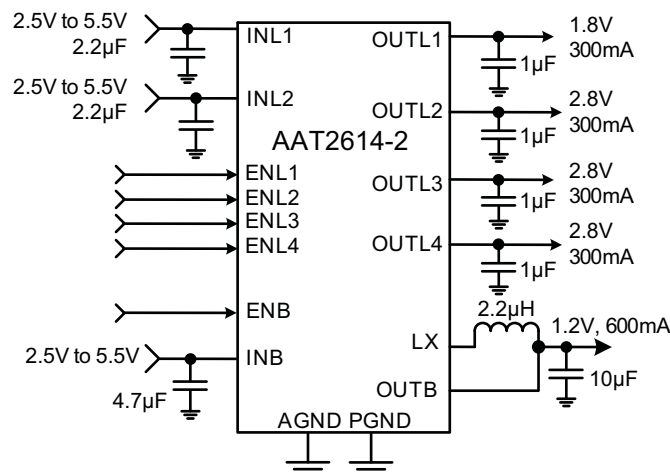 2.5V to 5.5V
2.2µF
INL1
OUTL1
1.8V
300mA
1µF
2.5V to 5.5V
2.2µF
INL2
OUTL2
2.8V
300mA
1µF
AAT2614-2
ENL1
ENL2
ENL3
ENL4
OUTL3
2.8V
300mA
1µF
OUTL4
2.8V
300mA
1µF
ENB
2.2µH
LX
1.2V, 600mA
2.5V to 5.5V
INB
4.7µF
OUTB
10µF
AGND PGND